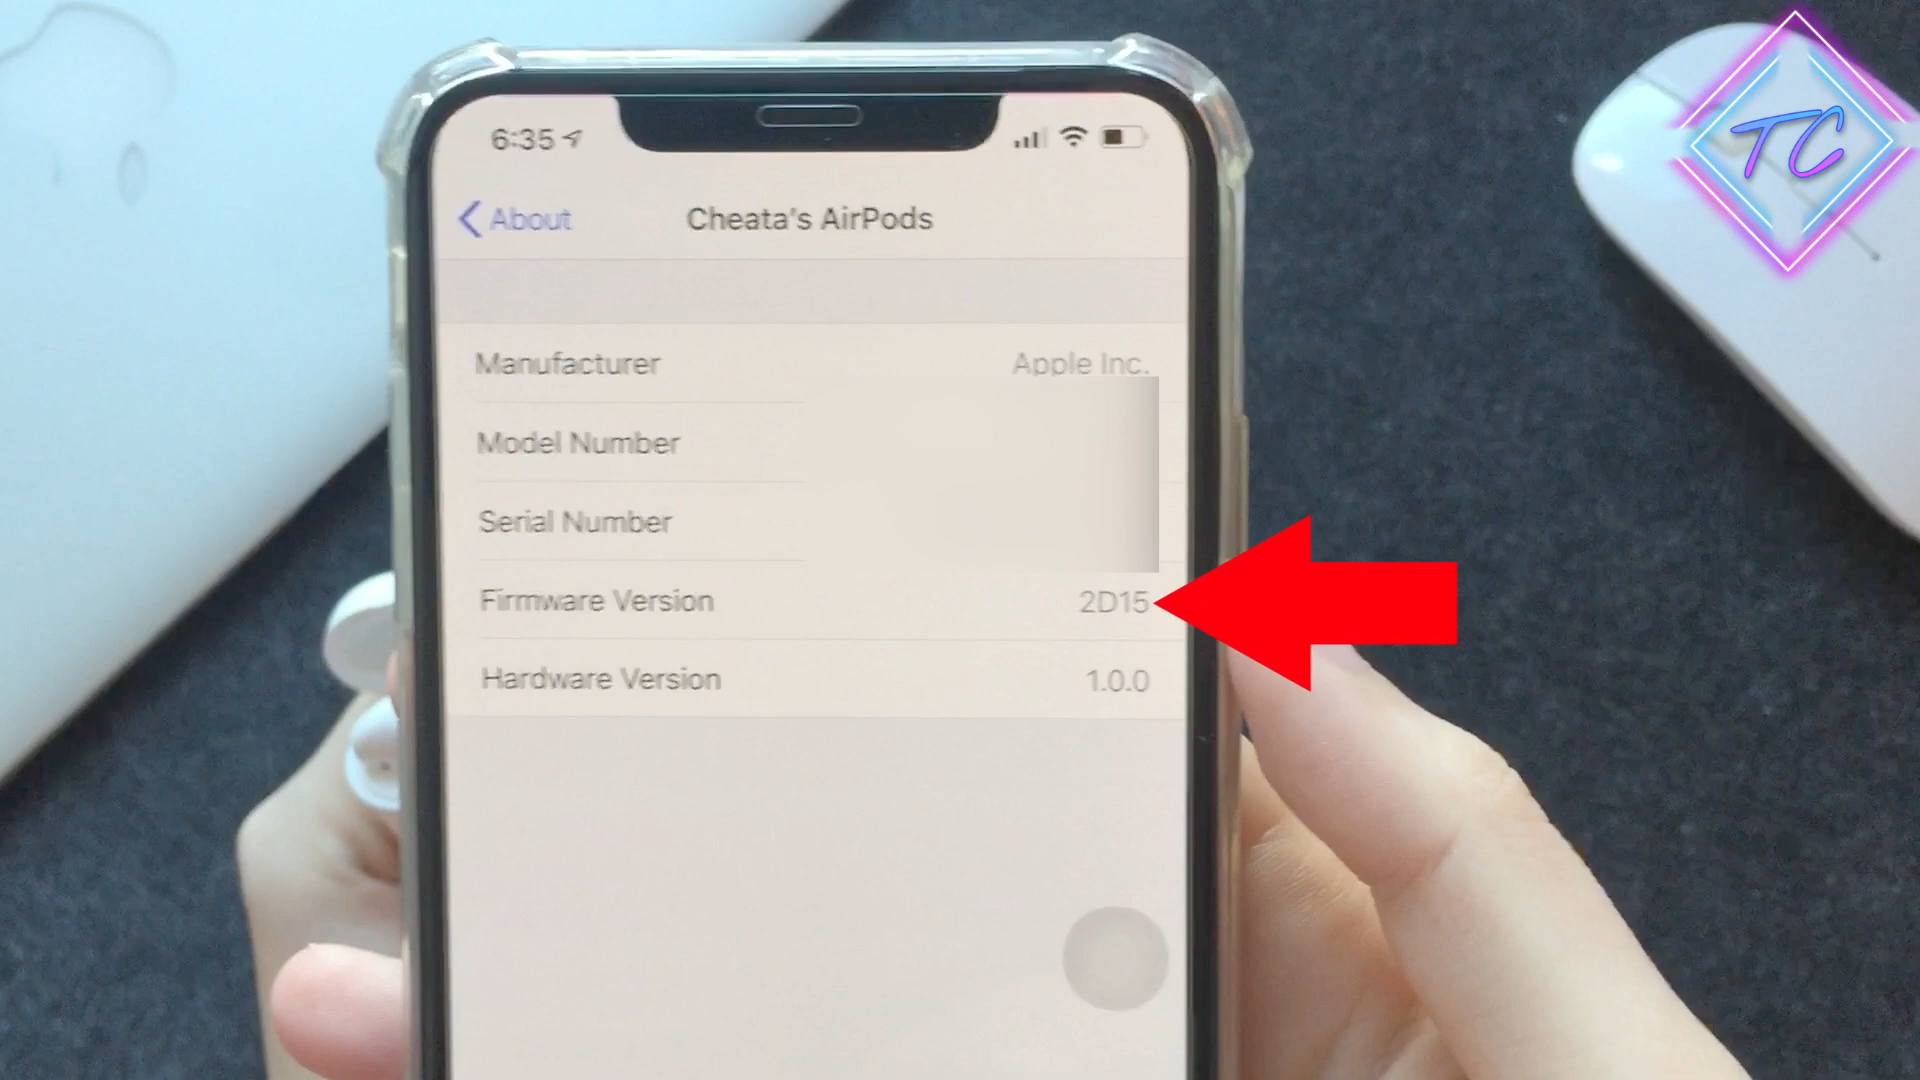 TC
6:35
About
Cheata's AirPods
Manufacturer Apple Inc.
Model Number
Serial Number
Firmware Version 2D15
Hardware Version 1.0.0